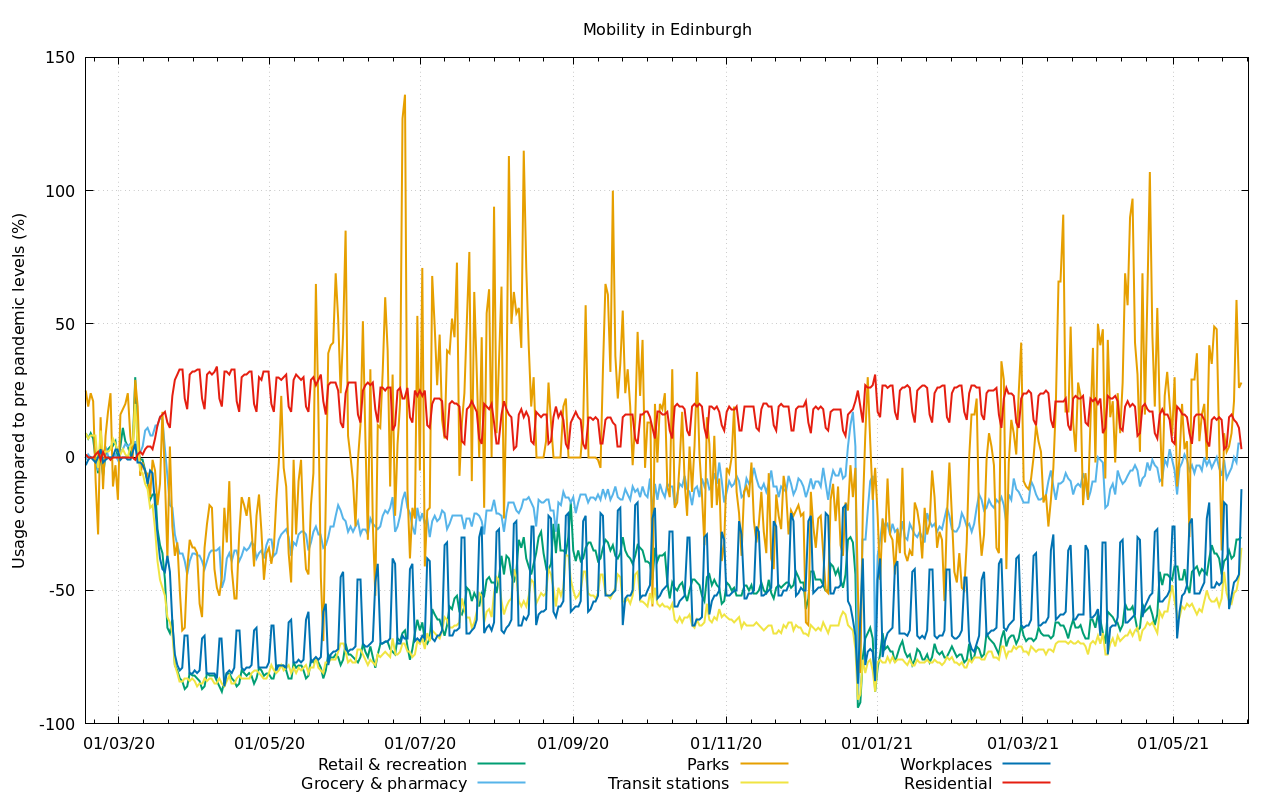 Mobility in Edinburgh
Usage compared to pre pandemic levels (%)
150
100
50
0
-50
-100
01/03/20 01/05/20 01/07/20 01/09/20 01/11/20 01/01/21 01/03/21 01/05/21
Retail & recreation Parks Workplaces
Grocery & pharmacy Transit stations Residential